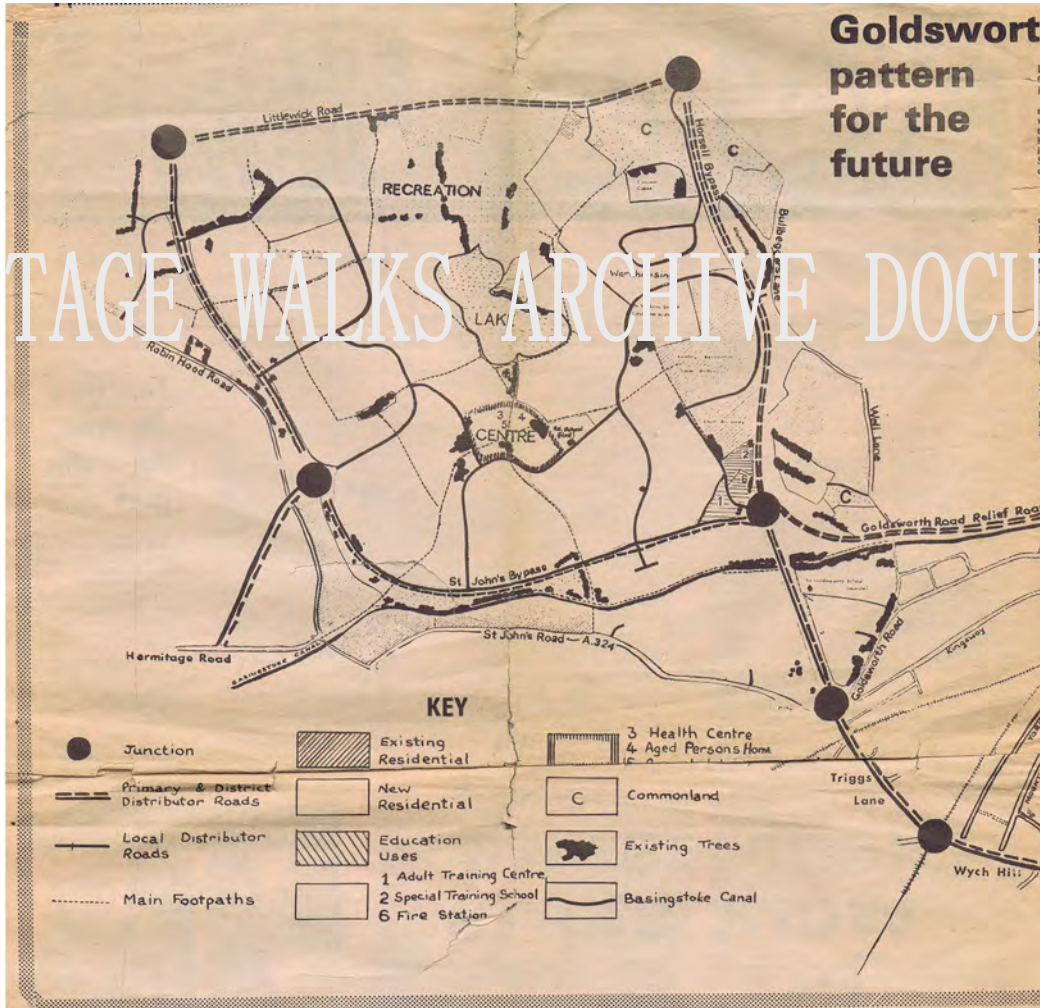 Goldswort
pattern
for the
future
Littlewick Road
Horsell Bypass
C
C
RECREATION
Bullbeggars Lane
TAGE WALKS ARCHIVE DOCU
Warehousing
LAK
Robin Hood Road
3 4
5
CENTRE
Well Lane
2
6
1
C
Goldsworth Road Relief Roa
St John's Bypass
St John's Road — A.324
Hermitage Road
BASINGSTOKE CANAL
Goldsworth Road
Kingsway
Triggs
Lane
Wych Hill
KEY
Junction
Primary & District
Distributor Roads
Local Distributor
Roads
Main Footpaths
Existing
Residential
New
Residential
Education
Uses
1 Adult Training Centre
2 Special Training School
6 Fire Station
3 Health Centre
4 Aged Persons Home
C
Commonland
Existing Trees
Basingstoke Canal